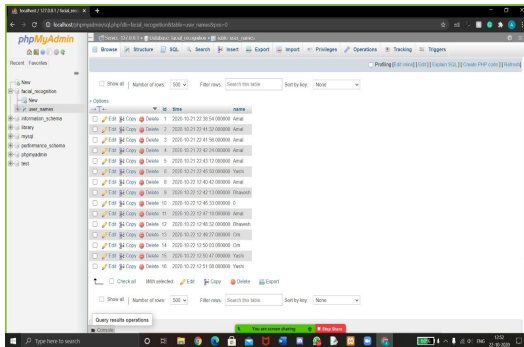 localhost / 127.0.0.1 / facial_reco
localhost/phpmyadmin/sql.php?db=facial_recognition&table=user_names&pos=0
phpMyAdmin
Recent Favorites
New
facial_recognition
New
user_names
information_schema
library
mysql
performance_schema
phpmyadmin
test
Server: 127.0.0.1 » Database: facial_recognition » Table: user_names
Browse Structure SQL Search Insert Export Import Privileges Operations Tracking Triggers
Profiling [Edit inline] [ Edit ] [ Explain SQL ] [ Create PHP code ] [ Refresh]
Show all Number of rows: 500 Filter rows: Search this table Sort by key: None
+ Options
id time name
Edit Copy Delete 1 2020-10-21 22:38:54.000000 Amal
Edit Copy Delete 2 2020-10-21 22:41:32.000000 Amal
Edit Copy Delete 3 2020-10-21 22:41:56.000000 Amal
Edit Copy Delete 4 2020-10-21 22:42:24.000000 Amal
Edit Copy Delete 5 2020-10-21 22:43:12.000000 Amal
Edit Copy Delete 6 2020-10-21 22:45:59.000000 Yashi
Edit Copy Delete 8 2020-10-22 12:40:42.000000 Amal
Edit Copy Delete 9 2020-10-22 12:42:13.000000 Bhawesh
Edit Copy Delete 10 2020-10-22 12:46:33.000000 0
Edit Copy Delete 11 2020-10-22 12:47:18.000000 Amal
Edit Copy Delete 12 2020-10-22 12:48:32.000000 Bhawesh
Edit Copy Delete 13 2020-10-22 12:49:37.000000 Om
Edit Copy Delete 14 2020-10-22 12:50:03.000000 Om
Edit Copy Delete 15 2020-10-22 12:50:47.000000 Yashi
Edit Copy Delete 16 2020-10-22 12:51:08.000000 Yashi
Check all With selected: Edit Copy Delete Export
Show all Number of rows: 500 Filter rows: Search this table Sort by key: None
Query results operations
Console
You are screen sharing Stop Share
Type here to search
ENG 12:52
22-10-2020